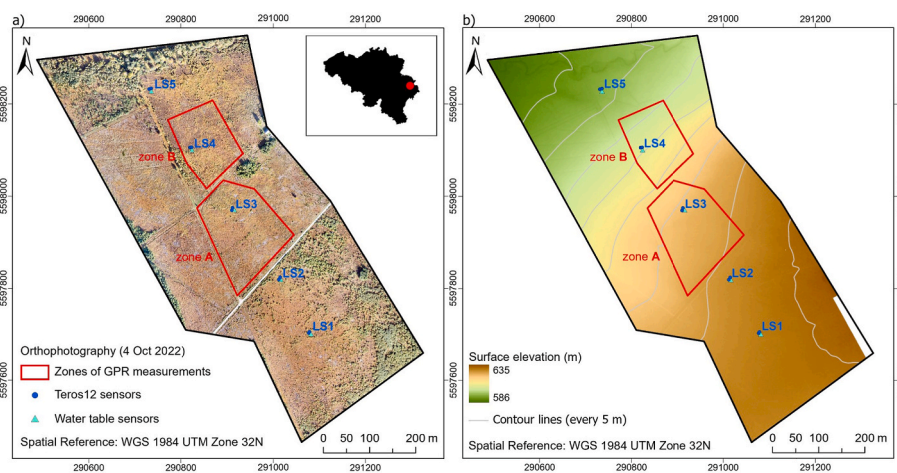 a)
290600 290800 291000 291200
N
5598200
5598000
5597800
5597600
LS5
LS4
zone B
LS3
zone A
LS2
LS1
Orthophotography (4 Oct 2022)
Zones of GPR measurements
Teros12 sensors
Water table sensors
Spatial Reference: WGS 1984 UTM Zone 32N
0 50 100 200 m
290600 290800 291000 291200
b)
290600 290800 291000 291200
N
5598200
5598000
5597800
5597600
LS5
LS4
zone B
LS3
zone A
LS2
LS1
Surface elevation (m)
635
586
Contour lines (every 5 m)
Spatial Reference: WGS 1984 UTM Zone 32N
0 50 100 200 m
290600 290800 291000 291200